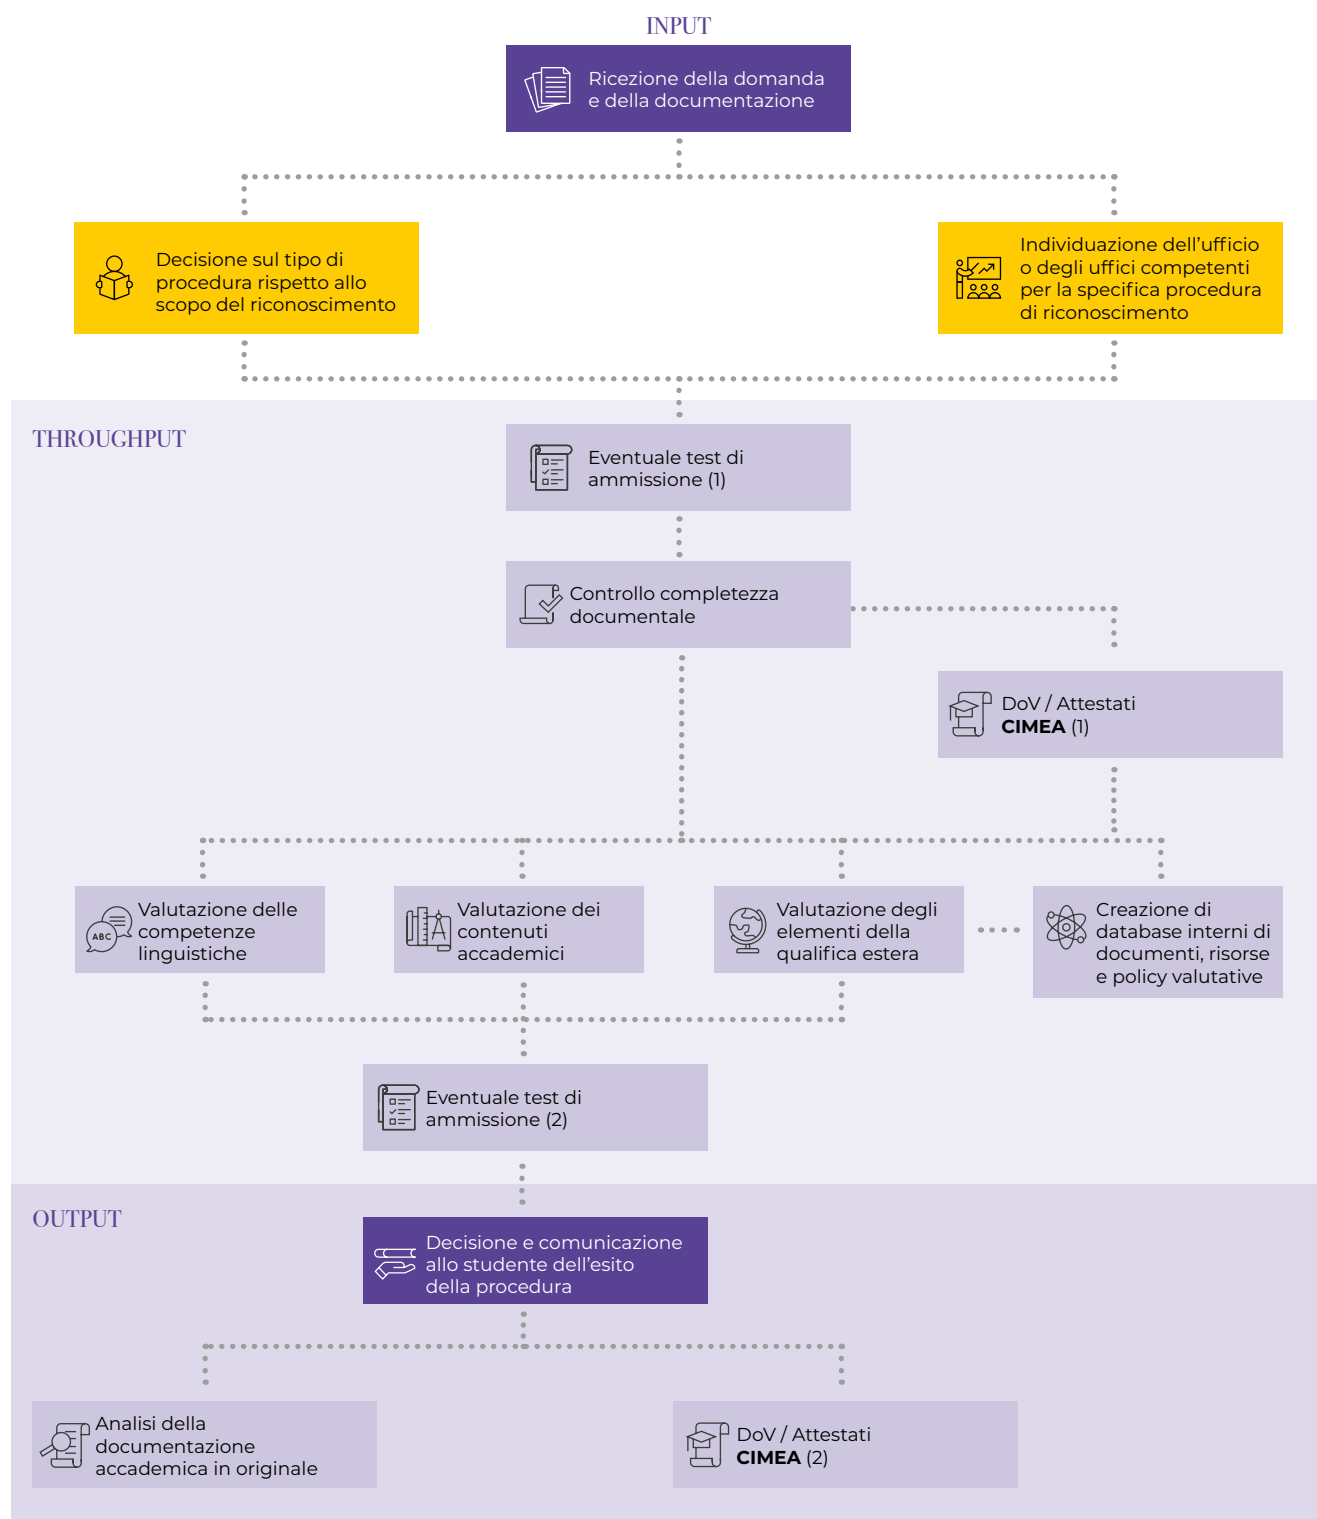 INPUT
Ricezione della domanda
e della documentazione
Decisione sul tipo di
procedura rispetto allo
scopo del riconoscimento
Individuazione dell’ufficio
o degli uffici competenti
per la specifica procedura
di riconoscimento
THROUGHPUT
Eventuale test di
ammissione (1)
Controllo completezza
documentale
DoV / Attestati
CIMEA (1)
Valutazione delle
competenze
linguistiche
ABC
Valutazione dei
contenuti
accademici
Valutazione degli
elementi della
qualifica estera
Creazione di
database interni di
documenti, risorse
e policy valutative
Eventuale test di
ammissione (2)
OUTPUT
Decisione e comunicazione
allo studente dell’esito
della procedura
Analisi della
documentazione
accademica in originale
DoV / Attestati
CIMEA (2)